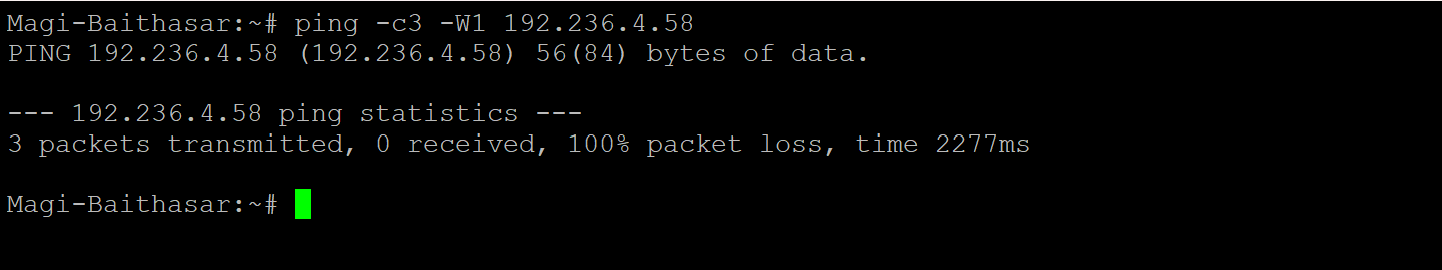 Magi-Baithasar:~# ping -c3 -W1 192.236.4.58
PING 192.236.4.58 (192.236.4.58) 56(84) bytes of data.
--- 192.236.4.58 ping statistics ---
3 packets transmitted, 0 received, 100% packet loss, time 2277ms
Magi-Baithasar:~#